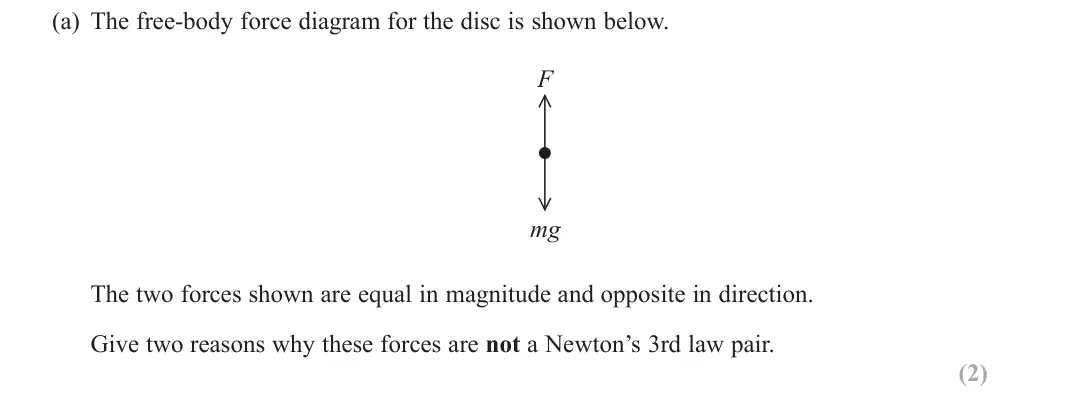 (a) The free-body force diagram for the disc is shown below.
F
mg
The two forces shown are equal in magnitude and opposite in direction.
Give two reasons why these forces are not a Newton’s 3rd law pair.
(2)